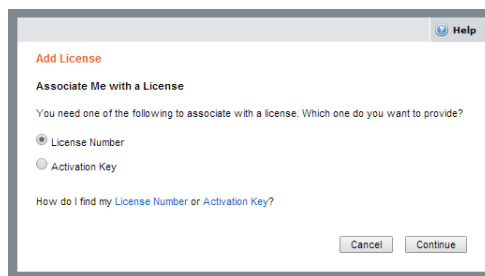 Help
Add License
Associate Me with a License
You need one of the following to associate with a license. Which one do you want to provide?
License Number
Activation Key
How do I find my License Number or Activation Key?
Cancel Continue